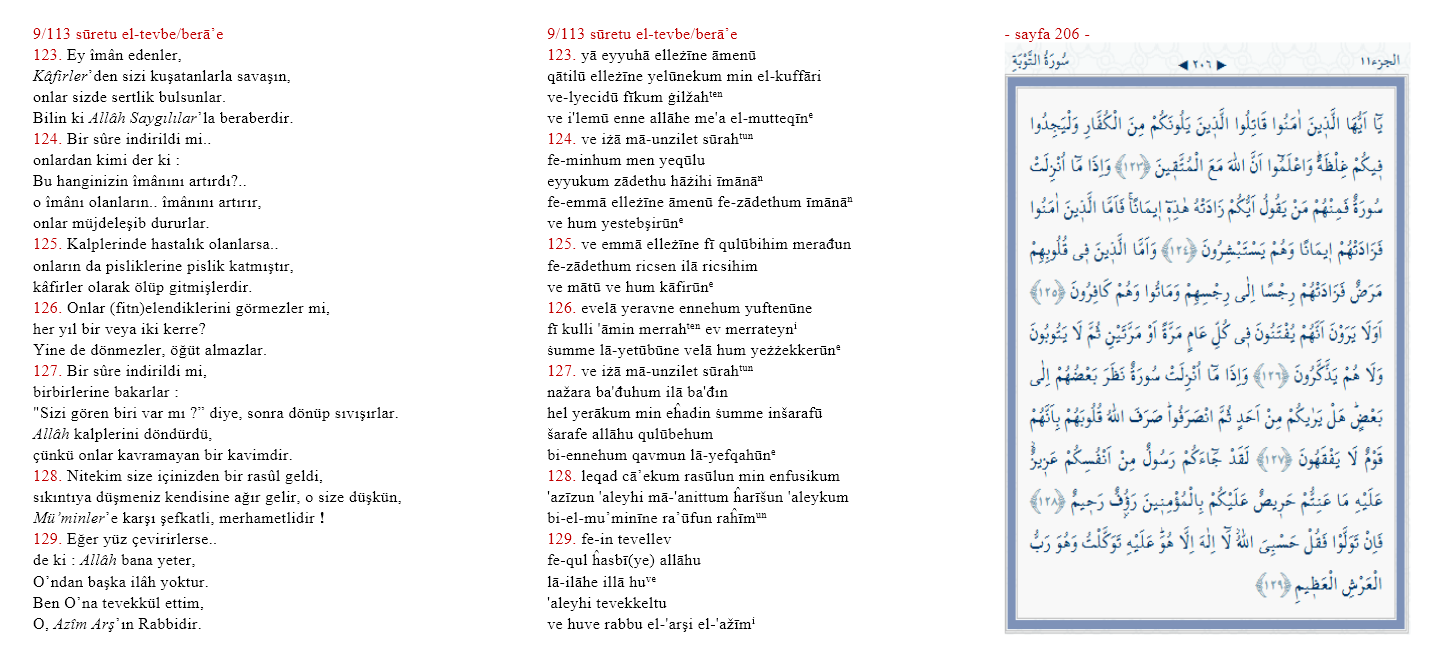 9/113 sūretu el-tevbe/berā’e
123. Ey îmân edenler,
Kâfirler’den sizi kuşatanlarla savaşın,
onlar sizde sertlik bulsunlar.
Bilin ki Allâh Saygılılar’la beraberdir.
124. Bir sûre indirildi mi..
onlardan kimi der ki :
Bu hanginizin îmânını artırdı?..
o îmânı olanların.. îmânını artırır,
onlar müjdeleşib dururlar.
125. Kalplerinde hastalık olanlarsa..
onların da pisliklerine pislik katmıştır,
kâfirler olarak ölüp gitmişlerdir.
126. Onlar (fitn)elendiklerini görmezler mi,
her yıl bir veya iki kerre?
Yine de dönmezler, öğüt almazlar.
127. Bir sûre indirildi mi,
birbirlerine bakarlar :
"Sizi gören biri var mı ?” diye, sonra dönüp sıvışırlar.
Allâh kalplerini döndürdü,
çünkü onlar kavramayan bir kavimdir.
128. Nitekim size içinizden bir rasûl geldi,
sıkıntıya düşmeniz kendisine ağır gelir, o size düşkün,
Mü’minler’e karşı şefkatli, merhametlidir !
129. Eğer yüz çevirirlerse..
de ki : Allâh bana yeter,
O’ndan başka ilâh yoktur.
Ben O’na tevekkül ettim,
O, Azîm Arş’ın Rabbidir.
9/113 sūretu el-tevbe/berā’e
123. yā eyyuhā elleżīne āmenū
qātilū elleżīne yelūnekum min el-kuffāri
ve-lyecidū fīkum ġilžahᵗᵉⁿ
ve i'lemū enne allāhe me'a el-mutteqīnᵉ
124. ve iżā mā-unzilet sūrahᵗᵘⁿ
fe-minhum men yeqūlu
eyyukum zādethu hāżihi īmānāⁿ
fe-emmā elleżīne āmenū fe-zādethum īmānāⁿ
ve hum yestebşirūnᵉ
125. ve emmā elleżīne fī qulūbihim merađun
fe-zādethum ricsen ilā ricsihim
ve mātū ve hum kāfirūnᵉ
126. evelā yeravne ennehum yuftenūne
fī kulli 'āmin merrahᵗᵉⁿ ev merrateynⁱ
ṡumme lā-yetūbūne velā hum yeżżekkerūnᵉ
127. ve iżā mā-unzilet sūrahᵗᵘⁿ
nažara ba'đuhum ilā ba'đın
hel yerākum min eĥadin ṡumme inšarafū
šarafe allāhu qulūbehum
bi-ennehum qavmun lā-yefqahūnᵉ
128. leqad cā’ekum rasūlun min enfusikum
'azīzun 'aleyhi mā-'anittum ĥarīšun 'aleykum
bi-el-mu’minīne ra’ūfun raĥīmᵘⁿ
129. fe-in tevellev
fe-qul ĥasbī(ye) allāhu
lā-ilāhe illā huᵛᵉ
'aleyhi tevekkeltu
ve huve rabbu el-'arşi el-'ažīmⁱ
- sayfa 206 -
الجزء١١ ◀ ٢٠٦ ▶ سُورَةُ التَّوْبَةِ
يَٓا اَيُّهَا الَّذ۪ينَ اٰمَنُوا قَاتِلُوا الَّذ۪ينَ يَلُونَكُمْ مِنَ الْكُفَّارِ وَلْيَجِدُوا
ف۪يكُمْ غِلْظَةًۜ وَاعْلَمُٓوا اَنَّ اللّٰهَ مَعَ الْمُتَّق۪ينَ ﴿١٢٣﴾ وَاِذَا مَٓا اُنْزِلَتْ
سُورَةٌ فَمِنْهُمْ مَنْ يَقُولُ اَيُّكُمْ زَادَتْهُ هٰذِه۪ٓ ا۪يمَانًاۚ فَاَمَّا الَّذ۪ينَ اٰمَنُوا
فَزَادَتْهُمْ ا۪يمَانًا وَهُمْ يَسْتَبْشِرُونَ ﴿١٢٤﴾ وَاَمَّا الَّذ۪ينَ ف۪ي قُلُوبِهِمْ
مَرَضٌ فَزَادَتْهُمْ رِجْسًا اِلٰى رِجْسِهِمْ وَمَاتُوا وَهُمْ كَافِرُونَ ﴿١٢٥﴾
اَوَلَا يَرَوْنَ اَنَّهُمْ يُفْتَنُونَ ف۪ي كُلِّ عَامٍ مَرَّةً اَوْ مَرَّتَيْنِ ثُمَّ لَا يَتُوبُونَ
وَلَا هُمْ يَذَّكَّرُونَ ﴿١٢٦﴾ وَاِذَا مَٓا اُنْزِلَتْ سُورَةٌ نَظَرَ بَعْضُهُمْ اِلٰى
بَعْضٍۜ هَلْ يَرٰيكُمْ مِنْ اَحَدٍ ثُمَّ انْصَرَفُواۜ صَرَفَ اللّٰهُ قُلُوبَهُمْ بِاَنَّهُمْ
قَوْمٌ لَا يَفْقَهُونَ ﴿١٢٧﴾ لَقَدْ جَٓاءَكُمْ رَسُولٌ مِنْ اَنْفُسِكُمْ عَز۪يزٌ
عَلَيْهِ مَا عَنِتُّمْ حَر۪يصٌ عَلَيْكُمْ بِالْمُؤْمِن۪ينَ رَؤُ۫فٌ رَح۪يمٌ ﴿١٢٨﴾
فَاِنْ تَوَلَّوْا فَقُلْ حَسْبِيَ اللّٰهُۘ لَٓا اِلٰهَ اِلَّا هُوَۜ عَلَيْهِ تَوَكَّلْتُ وَهُوَ رَبُّ
الْعَرْشِ الْعَظ۪يمِ ﴿١٢٩﴾